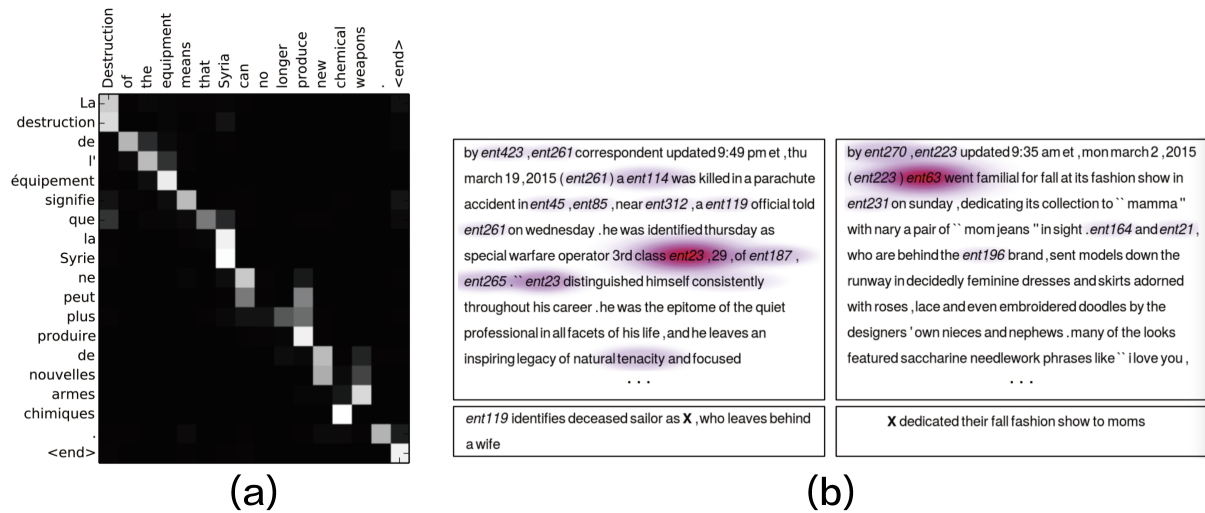 Destruction
of
the
equipment
means
that
Syria
can
no
longer
produce
new
chemical
weapons
.
<end>
La
destruction
de
l'
équipement
signifie
que
la
Syrie
ne
peut
plus
produire
de
nouvelles
armes
chimiques
.
<end>
(a)
by ent423 ,ent261 correspondent updated 9:49 pm et , thu
march 19 , 2015 ( ent261 ) a ent114 was killed in a parachute
accident in ent45 ,ent85 , near ent312 , a ent119 official told
ent261 on wednesday . he was identified thursday as
special warfare operator 3rd class ent23 , 29 , of ent187 ,
ent265 . `` ent23 distinguished himself consistently
throughout his career . he was the epitome of the quiet
professional in all facets of his life , and he leaves an
inspiring legacy of natural tenacity and focused
. . .
ent119 identifies deceased sailor as X , who leaves behind
a wife
by ent270 ,ent223 updated 9:35 am et , mon march 2 , 2015
( ent223 ) ent63 went familial for fall at its fashion show in
ent231 on sunday , dedicating its collection to `` mamma "
with nary a pair of `` mom jeans " in sight . ent164 and ent21 ,
who are behind the ent196 brand , sent models down the
runway in decidedly feminine dresses and skirts adorned
with roses , lace and even embroidered doodles by the
designers ' own nieces and nephews . many of the looks
featured saccharine needlework phrases like `` i love you ,
. . .
X dedicated their fall fashion show to moms
(b)